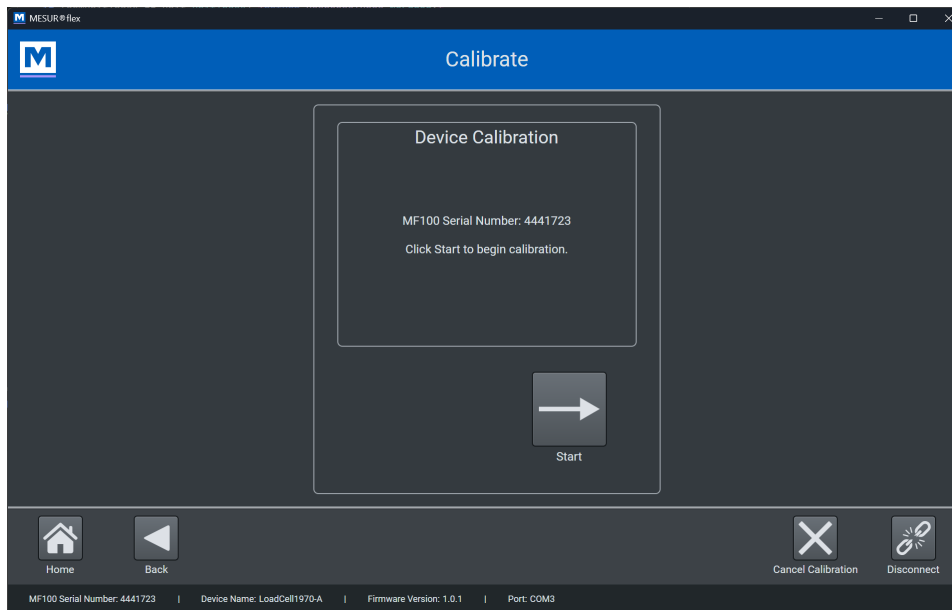 MESUR®flex
M
Calibrate
Device Calibration
MF100 Serial Number: 4441723
Click Start to begin calibration.
Start
Home
Back
Cancel Calibration
Disconnect
MF100 Serial Number: 4441723 | Device Name: LoadCell1970-A | Firmware Version: 1.0.1 | Port: COM3